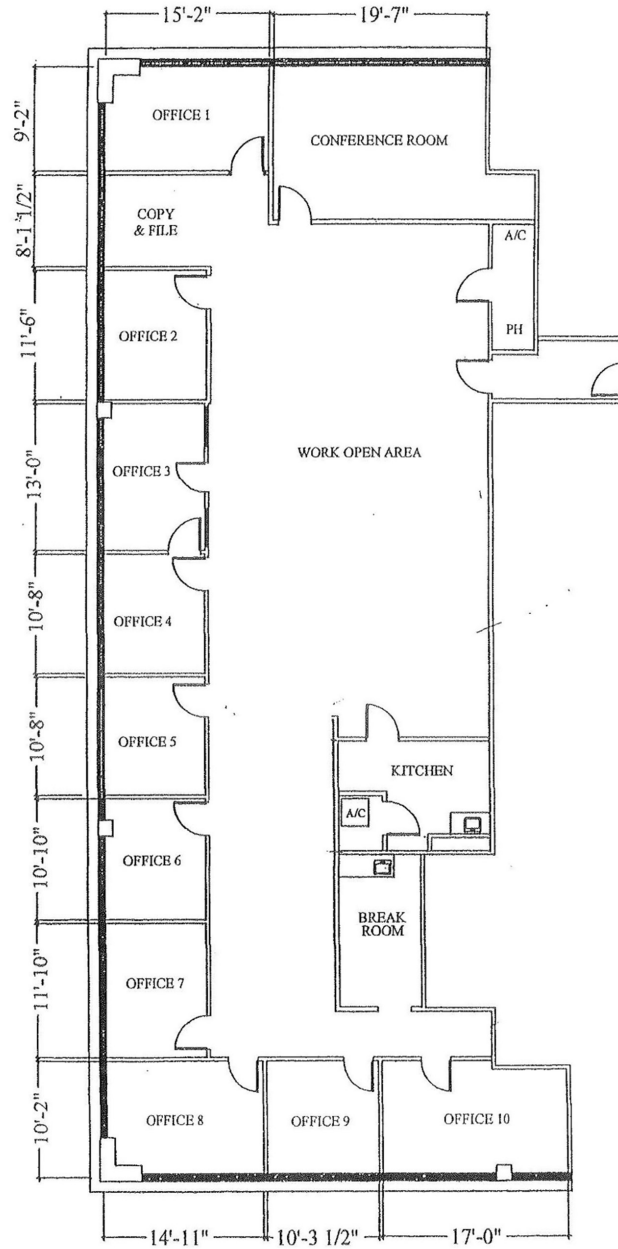 15'-2"
19'-7"
9'-2"
OFFICE 1
CONFERENCE ROOM
8'-1 1/2"
COPY
& FILE
A/C
PH
11'-6"
OFFICE 2
13'-0"
OFFICE 3
WORK OPEN AREA
10'-8"
OFFICE 4
10'-8"
OFFICE 5
KITCHEN
A/C
10'-10"
OFFICE 6
BREAK
ROOM
11'-10"
OFFICE 7
10'-2"
OFFICE 8
OFFICE 9
OFFICE 10
14'-11"
10'-3 1/2"
17'-0"